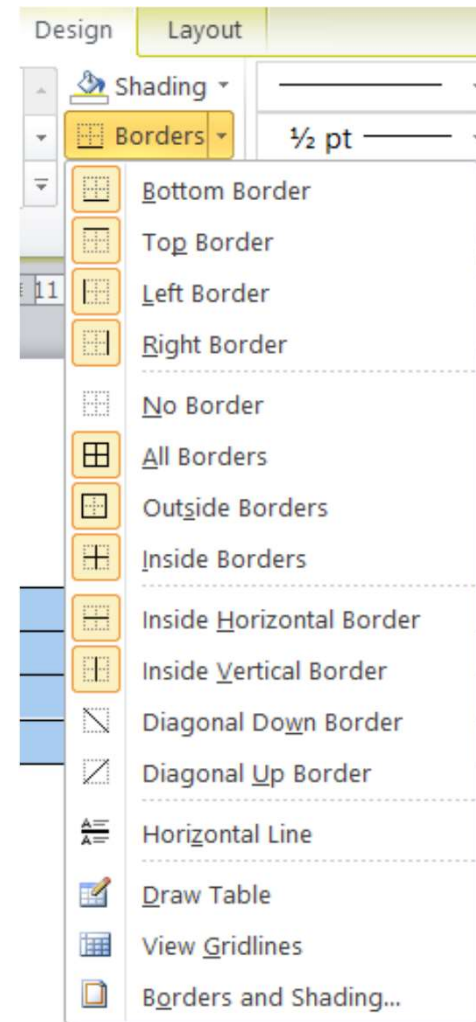 Design Layout
Shading
Borders ½ pt
Bottom Border
Top Border
11 Left Border
Right Border
No Border
All Borders
Outside Borders
Inside Borders
Inside Horizontal Border
Inside Vertical Border
Diagonal Down Border
Diagonal Up Border
Horizontal Line
Draw Table
View Gridlines
Borders and Shading...